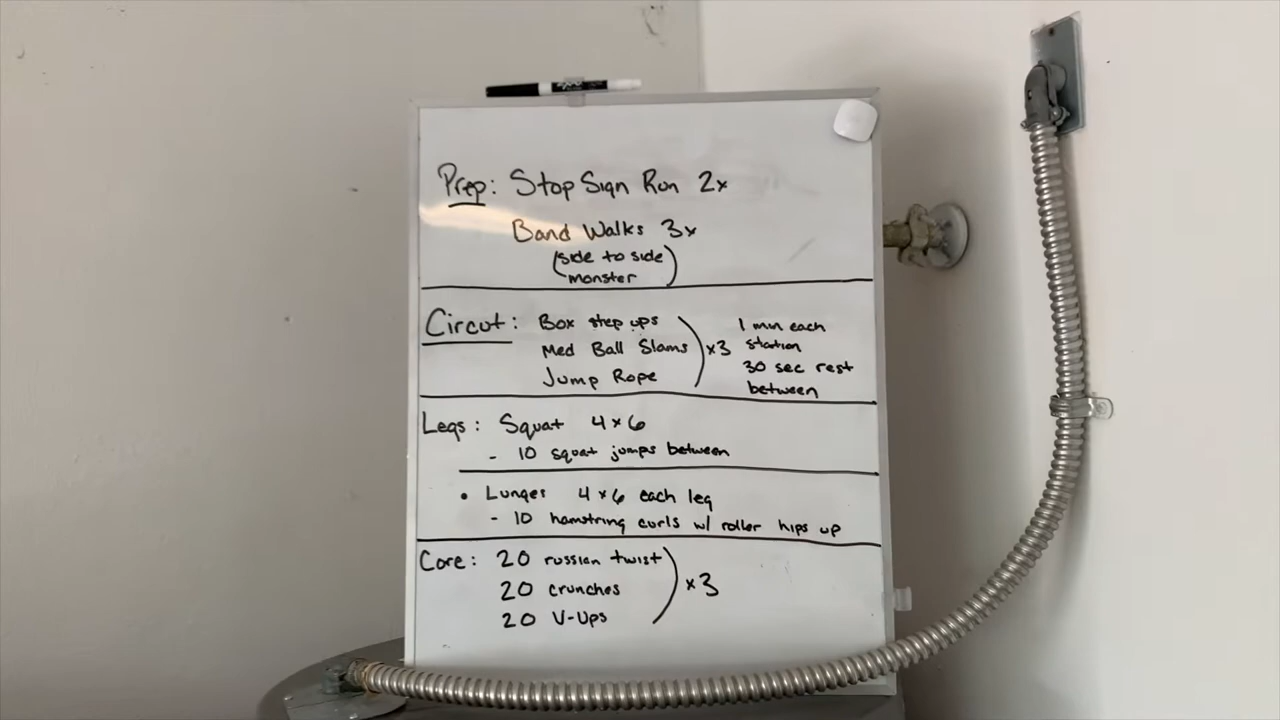 Prep: Stop Sign Run 2x
Band Walks 3x
(side to side
monster)
Circut: Box step ups
Med Ball Slams
Jump Rope
x3
1 min each
station
30 sec rest
between
Legs: Squat 4x6
- 10 squat jumps between
• Lunges 4x6 each leg
- 10 hamstring curls w/ roller hips up
Core: 20 russian twist
20 crunches
20 V-Ups
x3